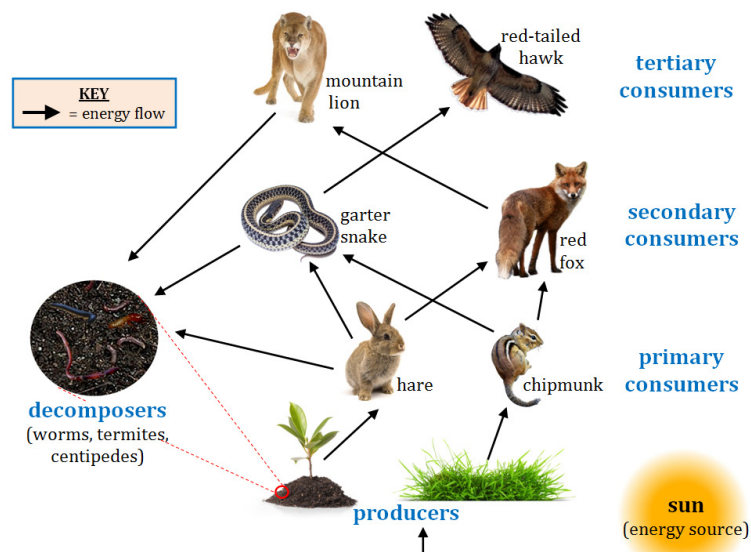 red-tailed
hawk
tertiary
consumers
mountain
lion
KEY
= energy flow
garter
snake
red
fox
secondary
consumers
hare
chipmunk
primary
consumers
decomposers
(worms, termites,
centipedes)
producers
sun
(energy source)